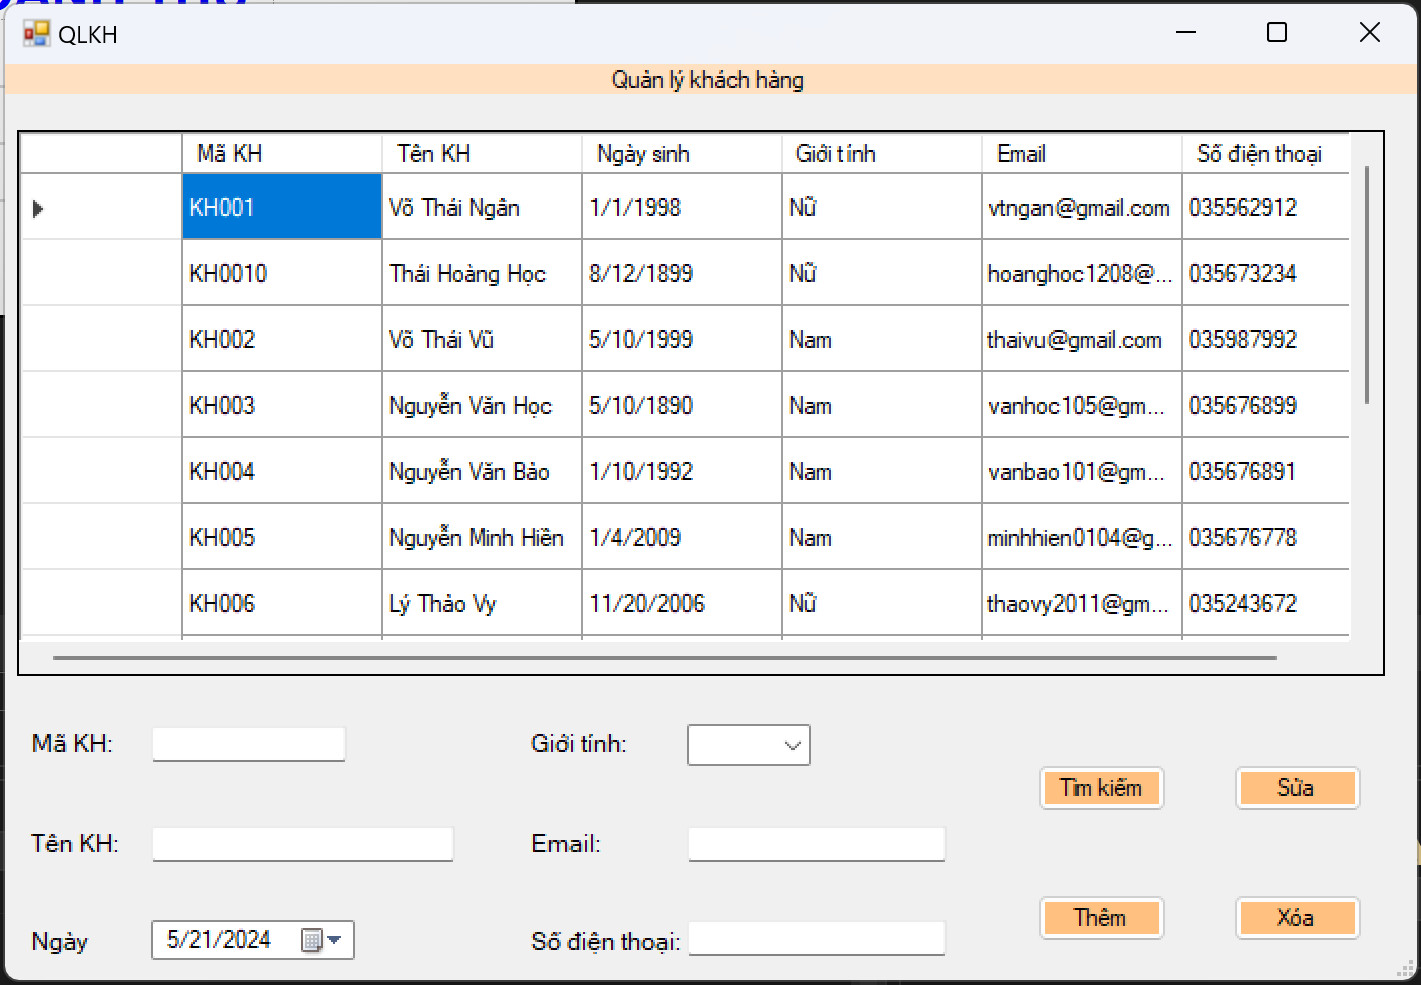 QLKH
Quản lý khách hàng
Mã KH Tên KH Ngày sinh Giới tính Email Số điện thoại
KH001 Võ Thái Ngân 1/1/1998 Nữ vtngan@gmail.com 035562912
KH0010 Thái Hoàng Học 8/12/1899 Nữ hoanghoc1208@... 035673234
KH002 Võ Thái Vũ 5/10/1999 Nam thaivu@gmail.com 035987992
KH003 Nguyễn Văn Học 5/10/1890 Nam vanhoc105@gm... 035676899
KH004 Nguyễn Văn Bảo 1/10/1992 Nam vanbao101@gm... 035676891
KH005 Nguyễn Minh Hiền 1/4/2009 Nam minhhien0104@g... 035676778
KH006 Lý Thảo Vy 11/20/2006 Nữ thaovy2011@gm... 035243672
Mã KH: Giới tính:
Tìm kiếm Sửa
Tên KH: Email:
Thêm Xóa
Ngày 5/21/2024 Số điện thoại: